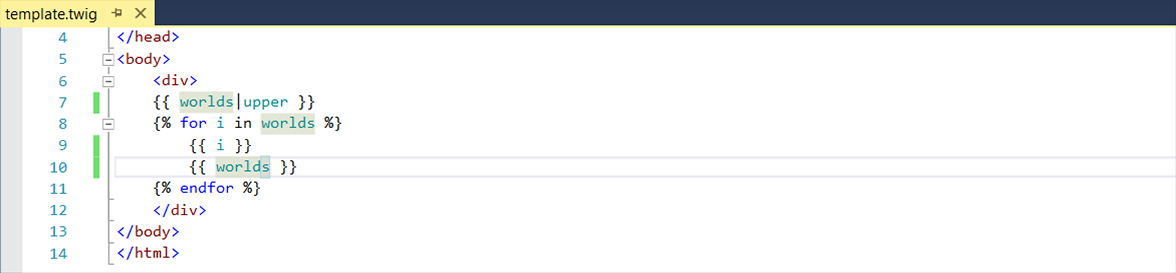 template.twig
4 </head>
5 <body>
6 <div>
7 {{ worlds|upper }}
8 {% for i in worlds %}
9 {{ i }}
10 {{ worlds }}
11 {% endfor %}
12 </div>
13 </body>
14 </html>